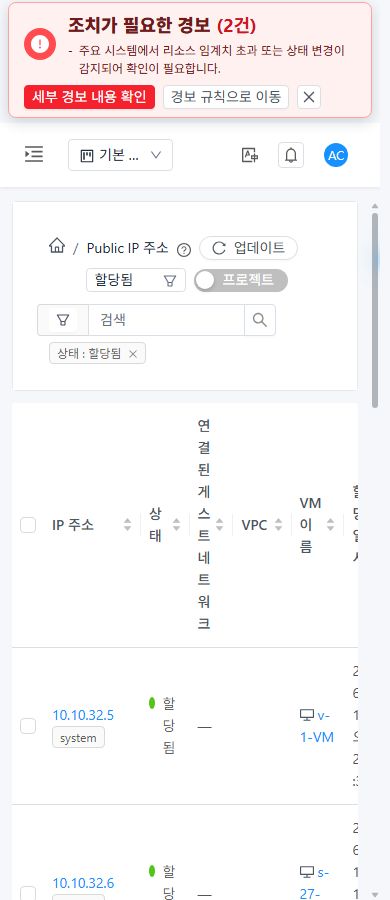 조치가 필요한 경보 (2건)
- 주요 시스템에서 리소스 임계치 초과 또는 상태 변경이
감지되어 확인이 필요합니다.
세부 경보 내용 확인 경보 규칙으로 이동
기본 ...
AC
/ Public IP 주소 업데이트
할당됨 프로젝트
검색
상태 : 할당됨
IP 주소
상
태
연
결
된
게
스
트
네
트
워
크
VPC
VM
이
름
10.10.32.5
system
할
당
됨
—
v-
1-VM
10.10.32.6
할
당
—
s-
27-